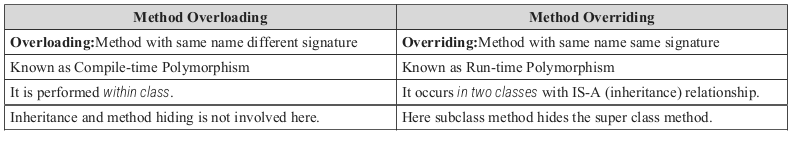 Method Overloading Method Overriding
Overloading:Method with same name different signature Overriding:Method with same name same signature
Known as Compile-time Polymorphism Known as Run-time Polymorphism
It is performed within class. It occurs in two classes with IS-A (inheritance) relationship.
Inheritance and method hiding is not involved here. Here subclass method hides the super class method.